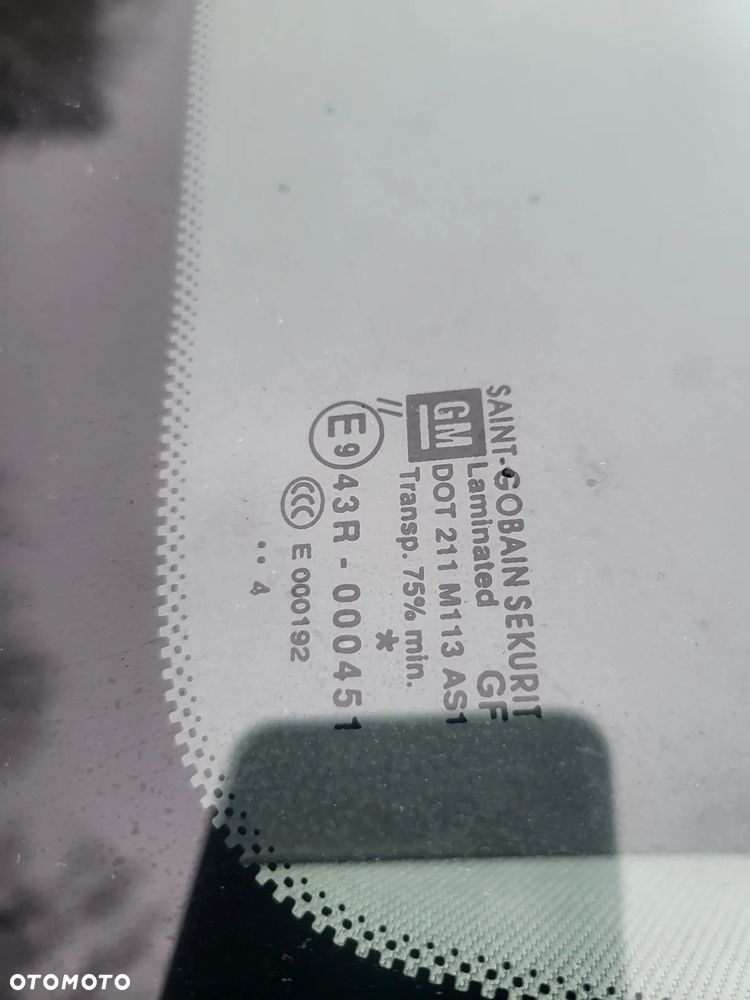 SAINT-GOBAIN SEKURIT
GM
Laminated GF
DOT 211 M113 AS1
Transp. 75% min.
//
*
E9 43R - 000451
CCC E 000192
.. 4
OTOMOTO